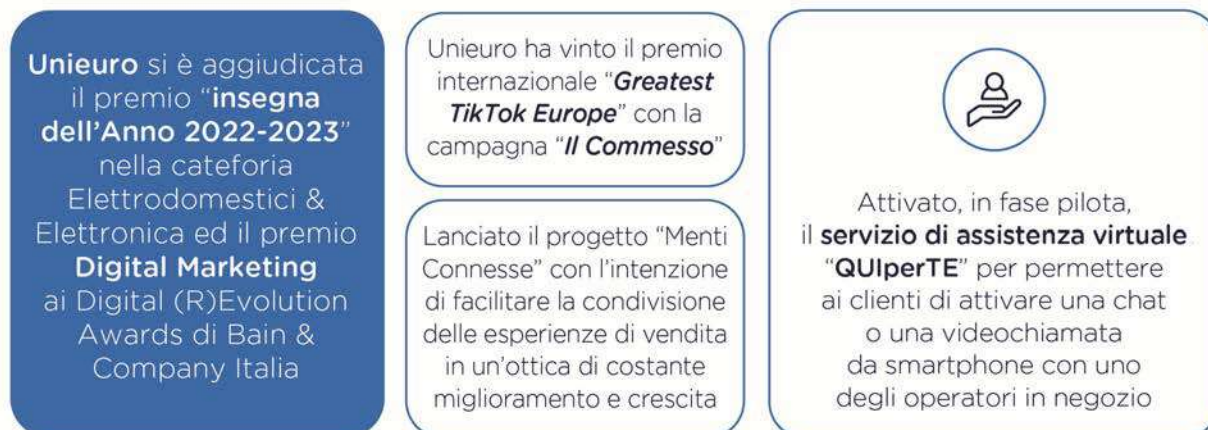 Unieuro si è aggiudicata
il premio “insegna
dell’Anno 2022-2023”
nella cateforia
Elettrodomestici &
Elettronica ed il premio
Digital Marketing
ai Digital (R)Evolution
Awards di Bain &
Company Italia
Unieuro ha vinto il premio
internazionale “Greatest
TikTok Europe” con la
campagna “Il Commesso”
Lanciato il progetto “Menti
Connesse” con l’intenzione
di facilitare la condivisione
delle esperienze di vendita
in un’ottica di costante
miglioramento e crescita
Attivato, in fase pilota,
il servizio di assistenza virtuale
“QUIperTE” per permettere
ai clienti di attivare una chat
o una videochiamata
da smartphone con uno
degli operatori in negozio